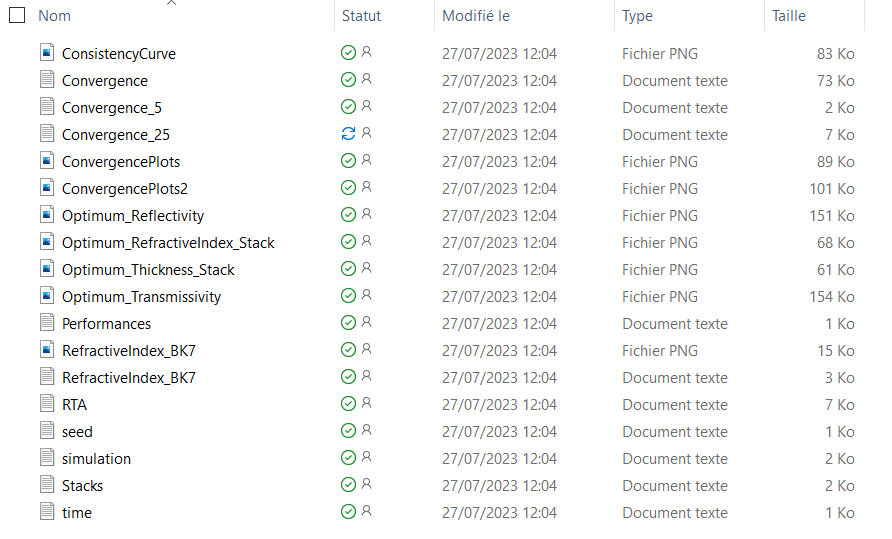 Nom Statut Modifié le Type Taille
ConsistencyCurve 27/07/2023 12:04 Fichier PNG 83 Ko
Convergence 27/07/2023 12:04 Document texte 73 Ko
Convergence_5 27/07/2023 12:04 Document texte 2 Ko
Convergence_25 27/07/2023 12:04 Document texte 7 Ko
ConvergencePlots 27/07/2023 12:04 Fichier PNG 89 Ko
ConvergencePlots2 27/07/2023 12:04 Fichier PNG 101 Ko
Optimum_Reflectivity 27/07/2023 12:04 Fichier PNG 151 Ko
Optimum_RefractiveIndex_Stack 27/07/2023 12:04 Fichier PNG 68 Ko
Optimum_Thickness_Stack 27/07/2023 12:04 Fichier PNG 61 Ko
Optimum_Transmissivity 27/07/2023 12:04 Fichier PNG 154 Ko
Performances 27/07/2023 12:04 Document texte 1 Ko
RefractiveIndex_BK7 27/07/2023 12:04 Fichier PNG 15 Ko
RefractiveIndex_BK7 27/07/2023 12:04 Document texte 3 Ko
RTA 27/07/2023 12:04 Document texte 7 Ko
seed 27/07/2023 12:04 Document texte 1 Ko
simulation 27/07/2023 12:04 Document texte 2 Ko
Stacks 27/07/2023 12:04 Document texte 2 Ko
time 27/07/2023 12:04 Document texte 1 Ko